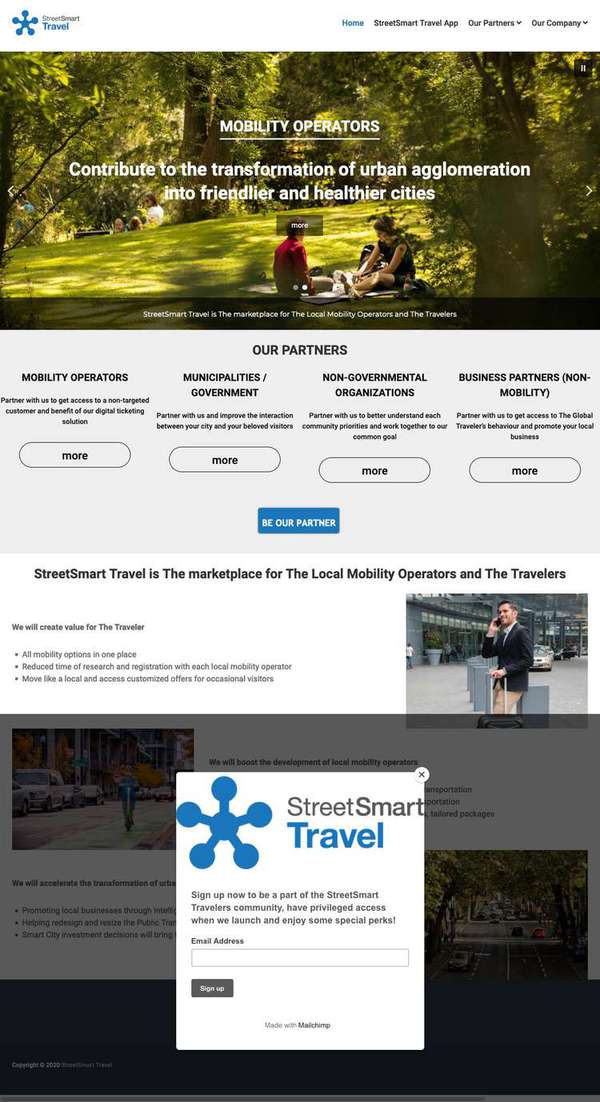 StreetSmart
Travel
Home StreetSmart Travel App Our Partners Our Company
MOBILITY OPERATORS
Contribute to the transformation of urban agglomeration
into friendlier and healthier cities
more
StreetSmart Travel is The marketplace for The Local Mobility Operators and The Travelers
OUR PARTNERS
MOBILITY OPERATORS
Partner with us to get access to a non-targeted
customer and benefit of our digital ticketing
solution
more
MUNICIPALITIES /
GOVERNMENT
Partner with us and improve the interaction
between your city and your beloved visitors
more
NON-GOVERNMENTAL
ORGANIZATIONS
Partner with us to better understand each
community priorities and work together to our
common goal
more
BUSINESS PARTNERS (NON-
MOBILITY)
Partner with us to get access to The Global
Traveler's behaviour and promote your local
business
more
BE OUR PARTNER
StreetSmart Travel is The marketplace for The Local Mobility Operators and The Travelers
We will create value for The Traveler
All mobility options in one place
Reduced time of research and registration with each local mobility operator
Move like a local and access customized offers for occasional visitors
We will boost the development of local mobility operators
, tailored packages
We will accelerate the transformation of
Promoting local businesses through
Helping redesign and resize the Public
Smart City investment decisions will bring
StreetSmart
Travel
Sign up now to be a part of the StreetSmart
Travelers community, have privileged access
when we launch and enjoy some special perks!
Email Address
Sign up
Made with Mailchimp
Copyright © 2020 StreetSmart Travel